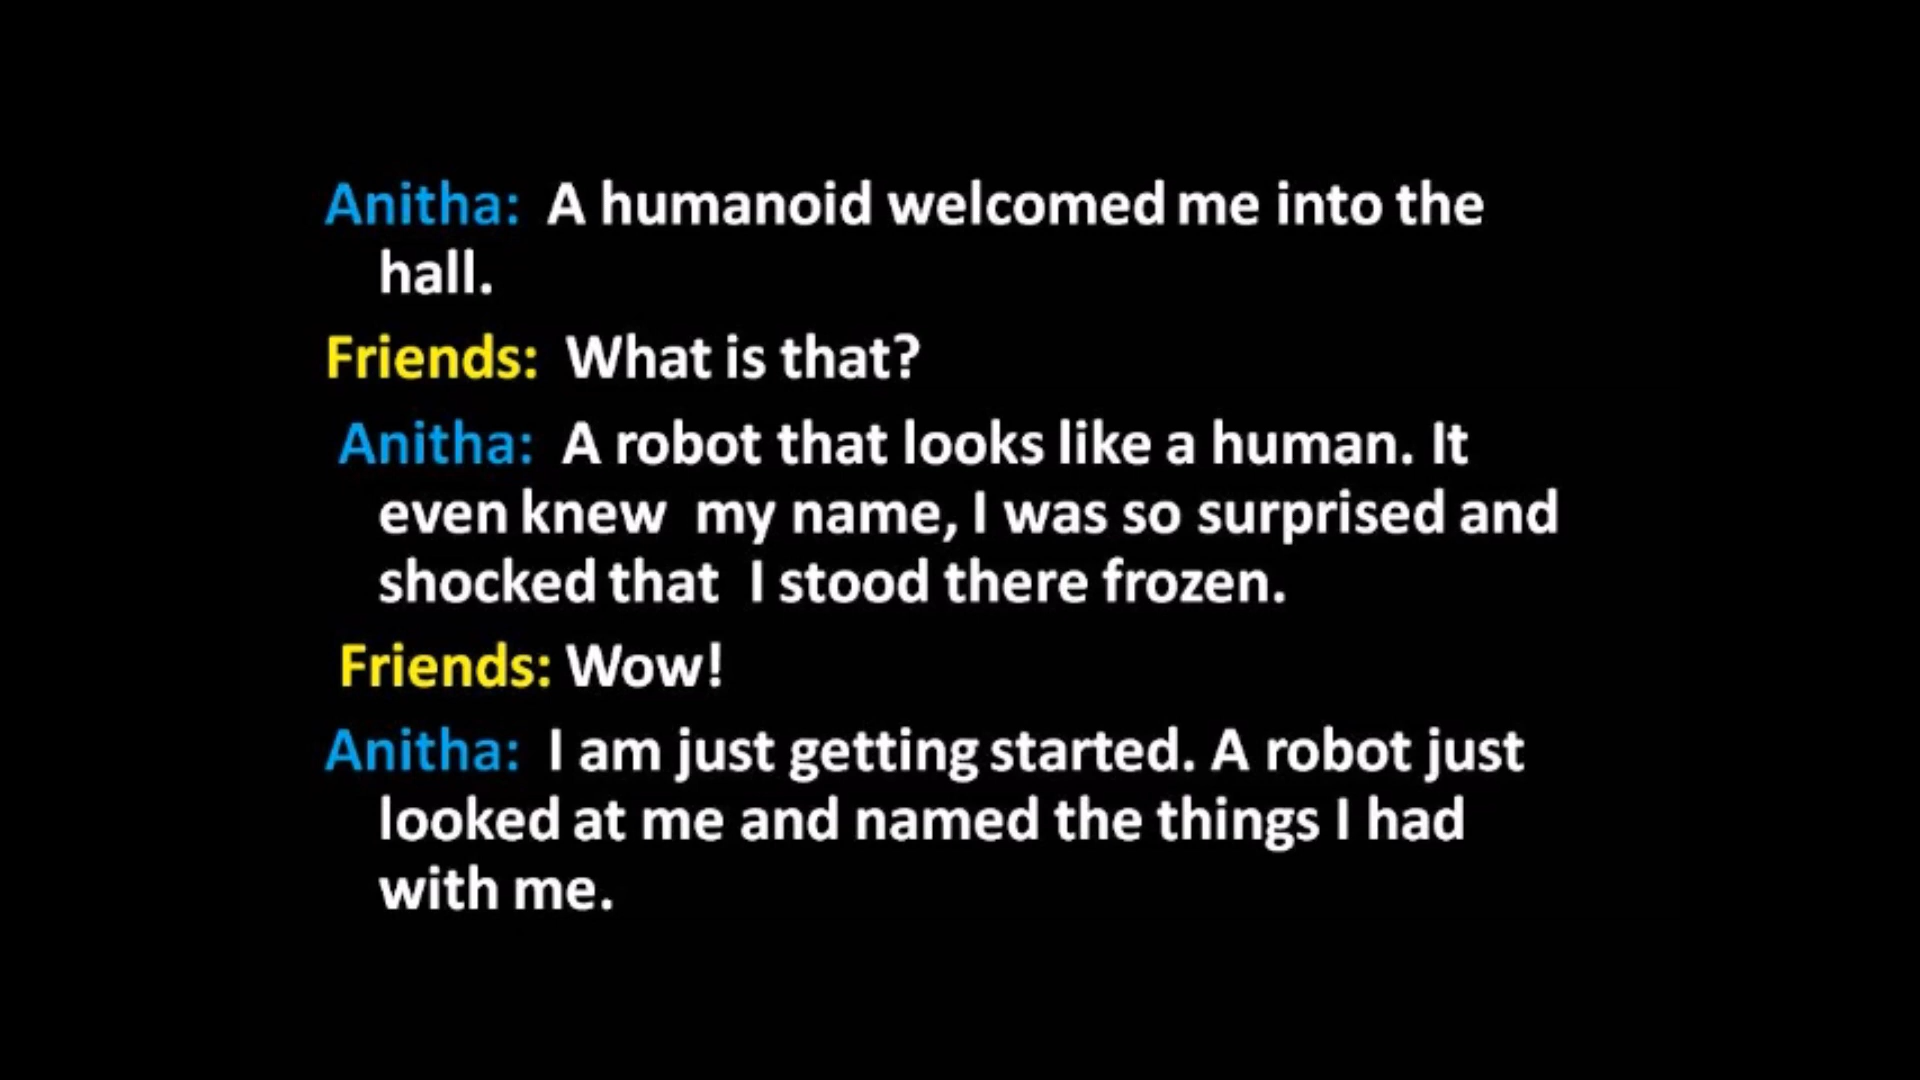 Anitha: A humanoid welcomed me into the
hall.
Friends: What is that?
Anitha: A robot that looks like a human. It
even knew my name, I was so surprised and
shocked that I stood there frozen.
Friends: Wow!
Anitha: I am just getting started. A robot just
looked at me and named the things I had
with me.